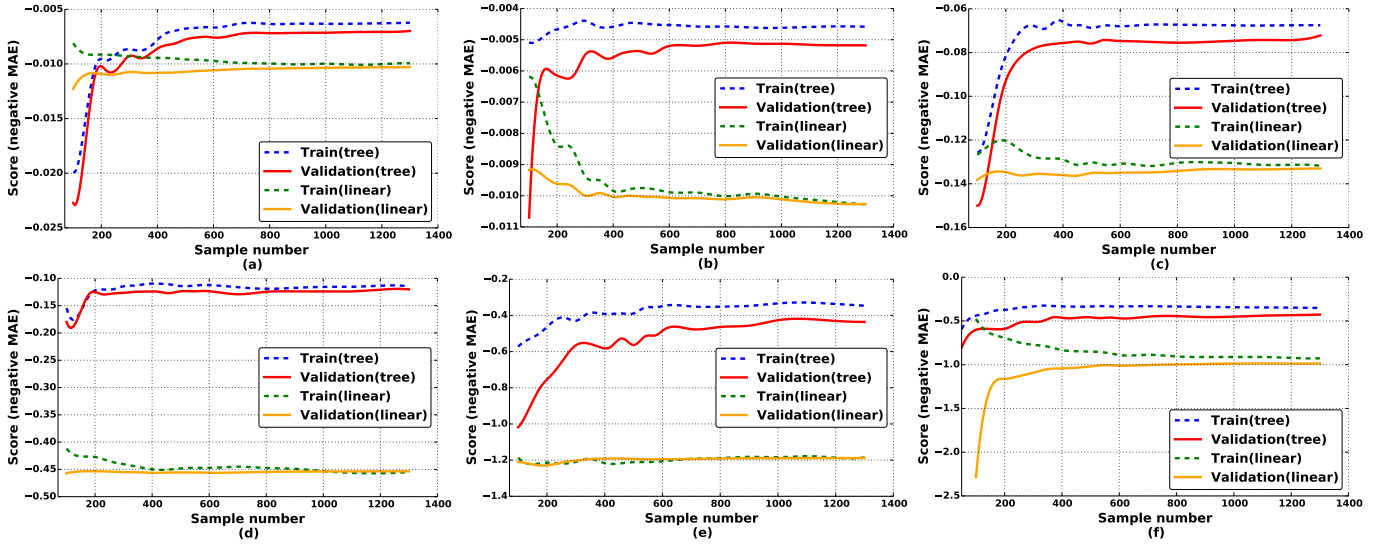 Score (negative MAE)
−0.005
−0.010
−0.015
−0.020
−0.025
Train(tree)
Validation(tree)
Train(linear)
Validation(linear)
200 400 600 800 1000 1200 1400
Sample number
(a)
Score (negative MAE)
−0.004
−0.005
−0.006
−0.007
−0.008
−0.009
−0.010
−0.011
Train(tree)
Validation(tree)
Train(linear)
Validation(linear)
200 400 600 800 1000 1200 1400
Sample number
(b)
Score (negative MAE)
−0.06
−0.08
−0.10
−0.12
−0.14
−0.16
Train(tree)
Validation(tree)
Train(linear)
Validation(linear)
200 400 600 800 1000 1200 1400
Sample number
(c)
Score (negative MAE)
−0.10
−0.15
−0.20
−0.25
−0.30
−0.35
−0.40
−0.45
−0.50
Train(tree)
Validation(tree)
Train(linear)
Validation(linear)
200 400 600 800 1000 1200 1400
Sample number
(d)
Score (negative MAE)
−0.2
−0.4
−0.6
−0.8
−1.0
−1.2
−1.4
Train(tree)
Validation(tree)
Train(linear)
Validation(linear)
200 400 600 800 1000 1200 1400
Sample number
(e)
Score (negative MAE)
0.0
−0.5
−1.0
−1.5
−2.0
−2.5
Train(tree)
Validation(tree)
Train(linear)
Validation(linear)
200 400 600 800 1000 1200 1400
Sample number
(f)